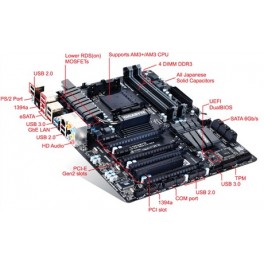 Lower RDS(on)
MOSFETs
Supports AM3+/AM3 CPU
4 DIMM DDR3
All Japanese
Solid Capacitors
USB 2.0
PS/2 Port
1394a
eSATA
USB 3.0
GbE LAN
USB 2.0
HD Audio
UEFI
DualBIOS
SATA 6Gb/s
PCI-E
Gen2 slots
PCI slot
1394a
COM port
USB 2.0
USB 3.0
TPM